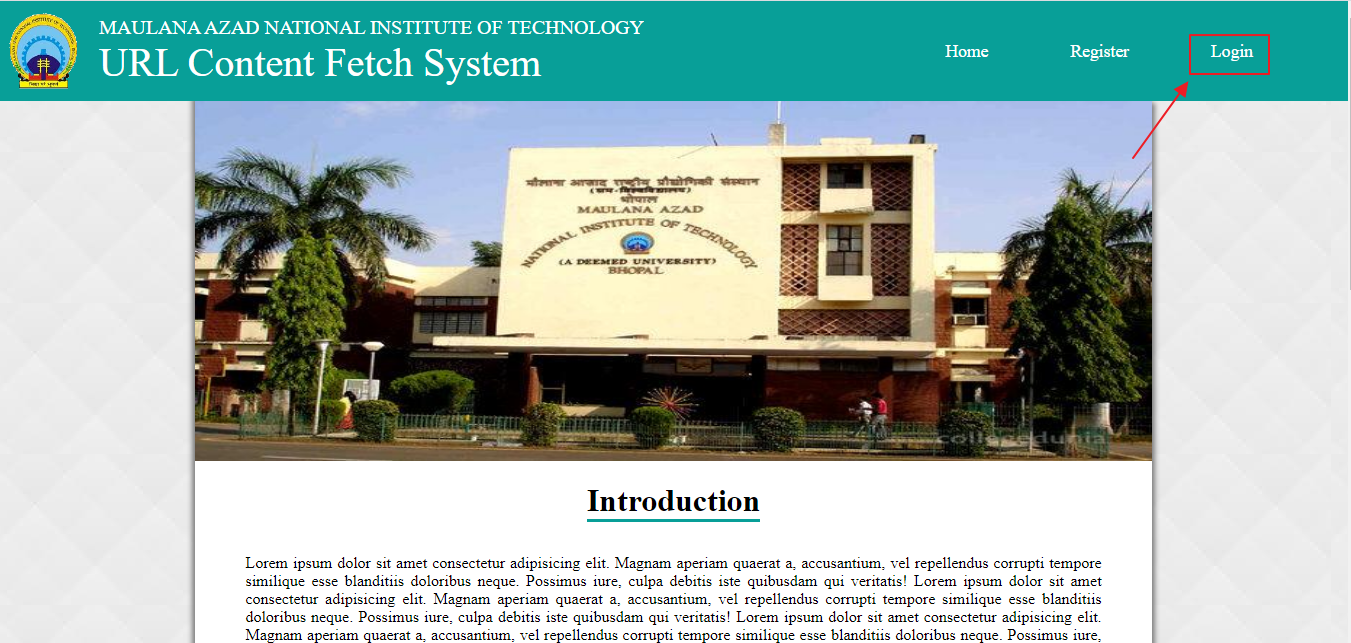 MAULANA AZAD NATIONAL INSTITUTE OF TECHNOLOGY
URL Content Fetch System
Home
Register
Login
मौलाना आज़ाद राष्ट्रीय प्रौद्योगिकी संस्थान
(सम-विश्वविद्यालय)
भोपाल
MAULANA AZAD
NATIONAL INSTITUTE OF TECHNOLOGY
(A DEEMED UNIVERSITY)
BHOPAL
collegedunia
Introduction
Lorem ipsum dolor sit amet consectetur adipisicing elit. Magnam aperiam quaerat a, accusantium, vel repellendus corrupti tempore
similique esse blanditiis doloribus neque. Possimus iure, culpa debitis iste quibusdam qui veritatis! Lorem ipsum dolor sit amet
consectetur adipisicing elit. Magnam aperiam quaerat a, accusantium, vel repellendus corrupti tempore similique esse blanditiis
doloribus neque. Possimus iure, culpa debitis iste quibusdam qui veritatis! Lorem ipsum dolor sit amet consectetur adipisicing elit.
Magnam aperiam quaerat a, accusantium, vel repellendus corrupti tempore similique esse blanditiis doloribus neque. Possimus iure,